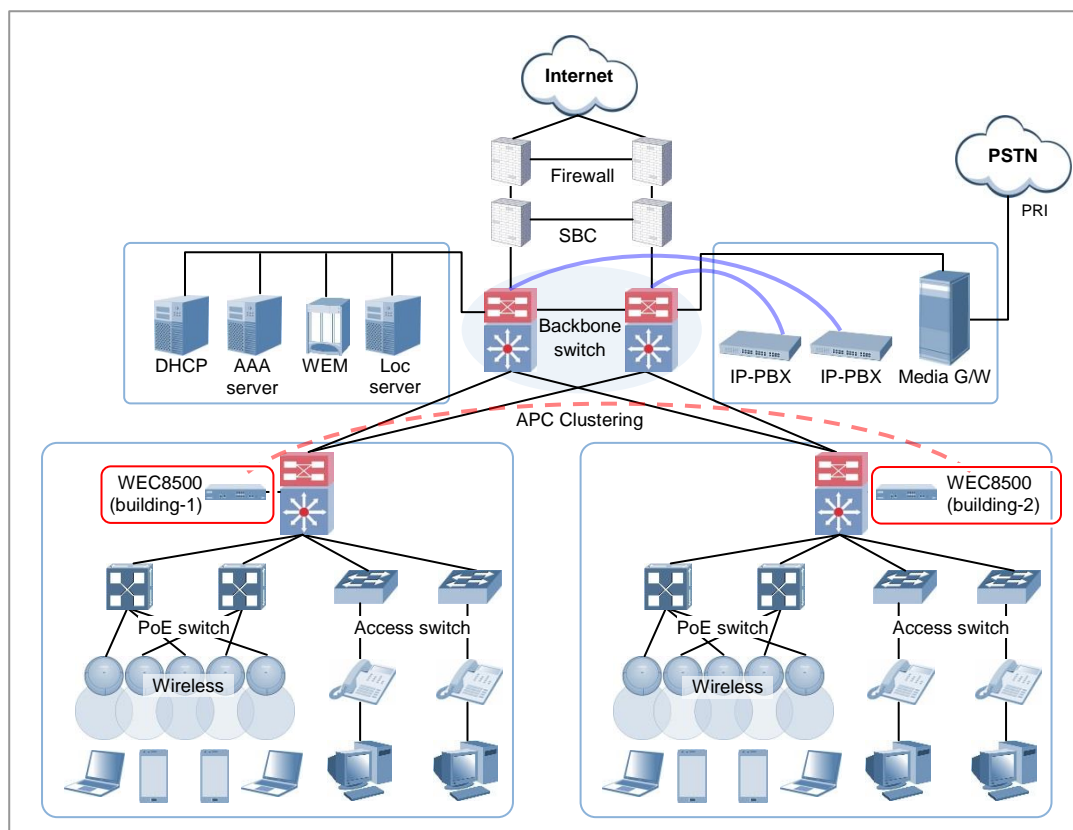 Internet
PSTN
Firewall
PRI
SBC
Backbone
switch
DHCP
AAA
server
WEM
Loc
server
IP-PBX
IP-PBX
Media G/W
APC Clustering
WEC8500
(building-1)
WEC8500
(building-2)
PoE switch
Access switch
PoE switch
Access switch
Wireless
Wireless